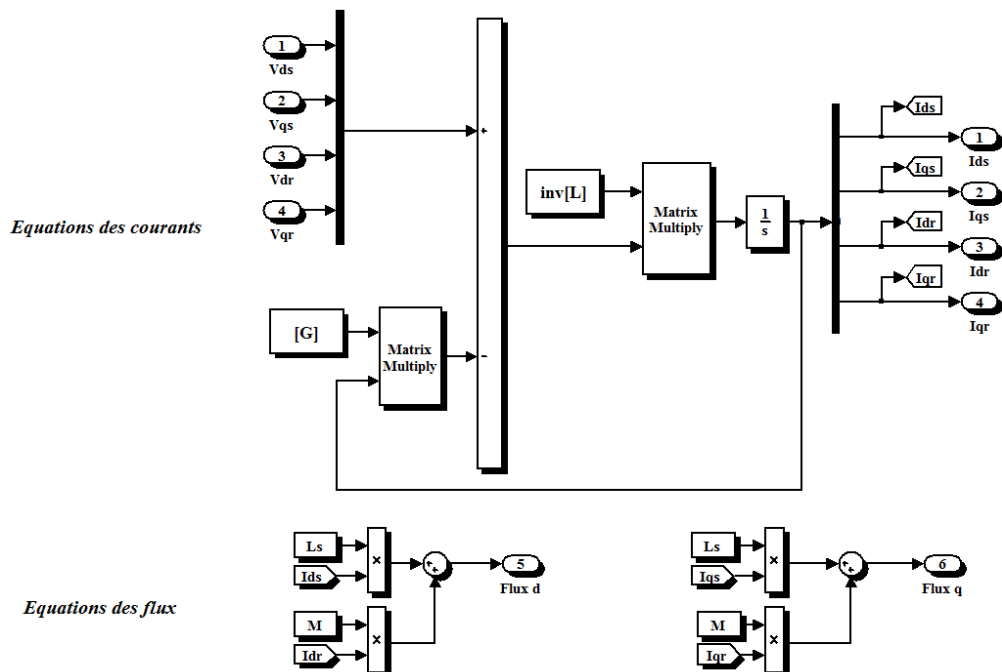 1
Vds
2
Vqs
3
Vdr
4
Vqr
Equations des courants
[G]
Matrix
Multiply
+
-
inv[L]
Matrix
Multiply
1
s
Ids
1
Ids
Iqs
2
Iqs
Idr
3
Idr
Iqr
4
Iqr
Equations des flux
Ls
Ids
×
M
Idr
×
+
+
5
Flux d
Ls
Iqs
×
M
Iqr
×
+
+
6
Flux q